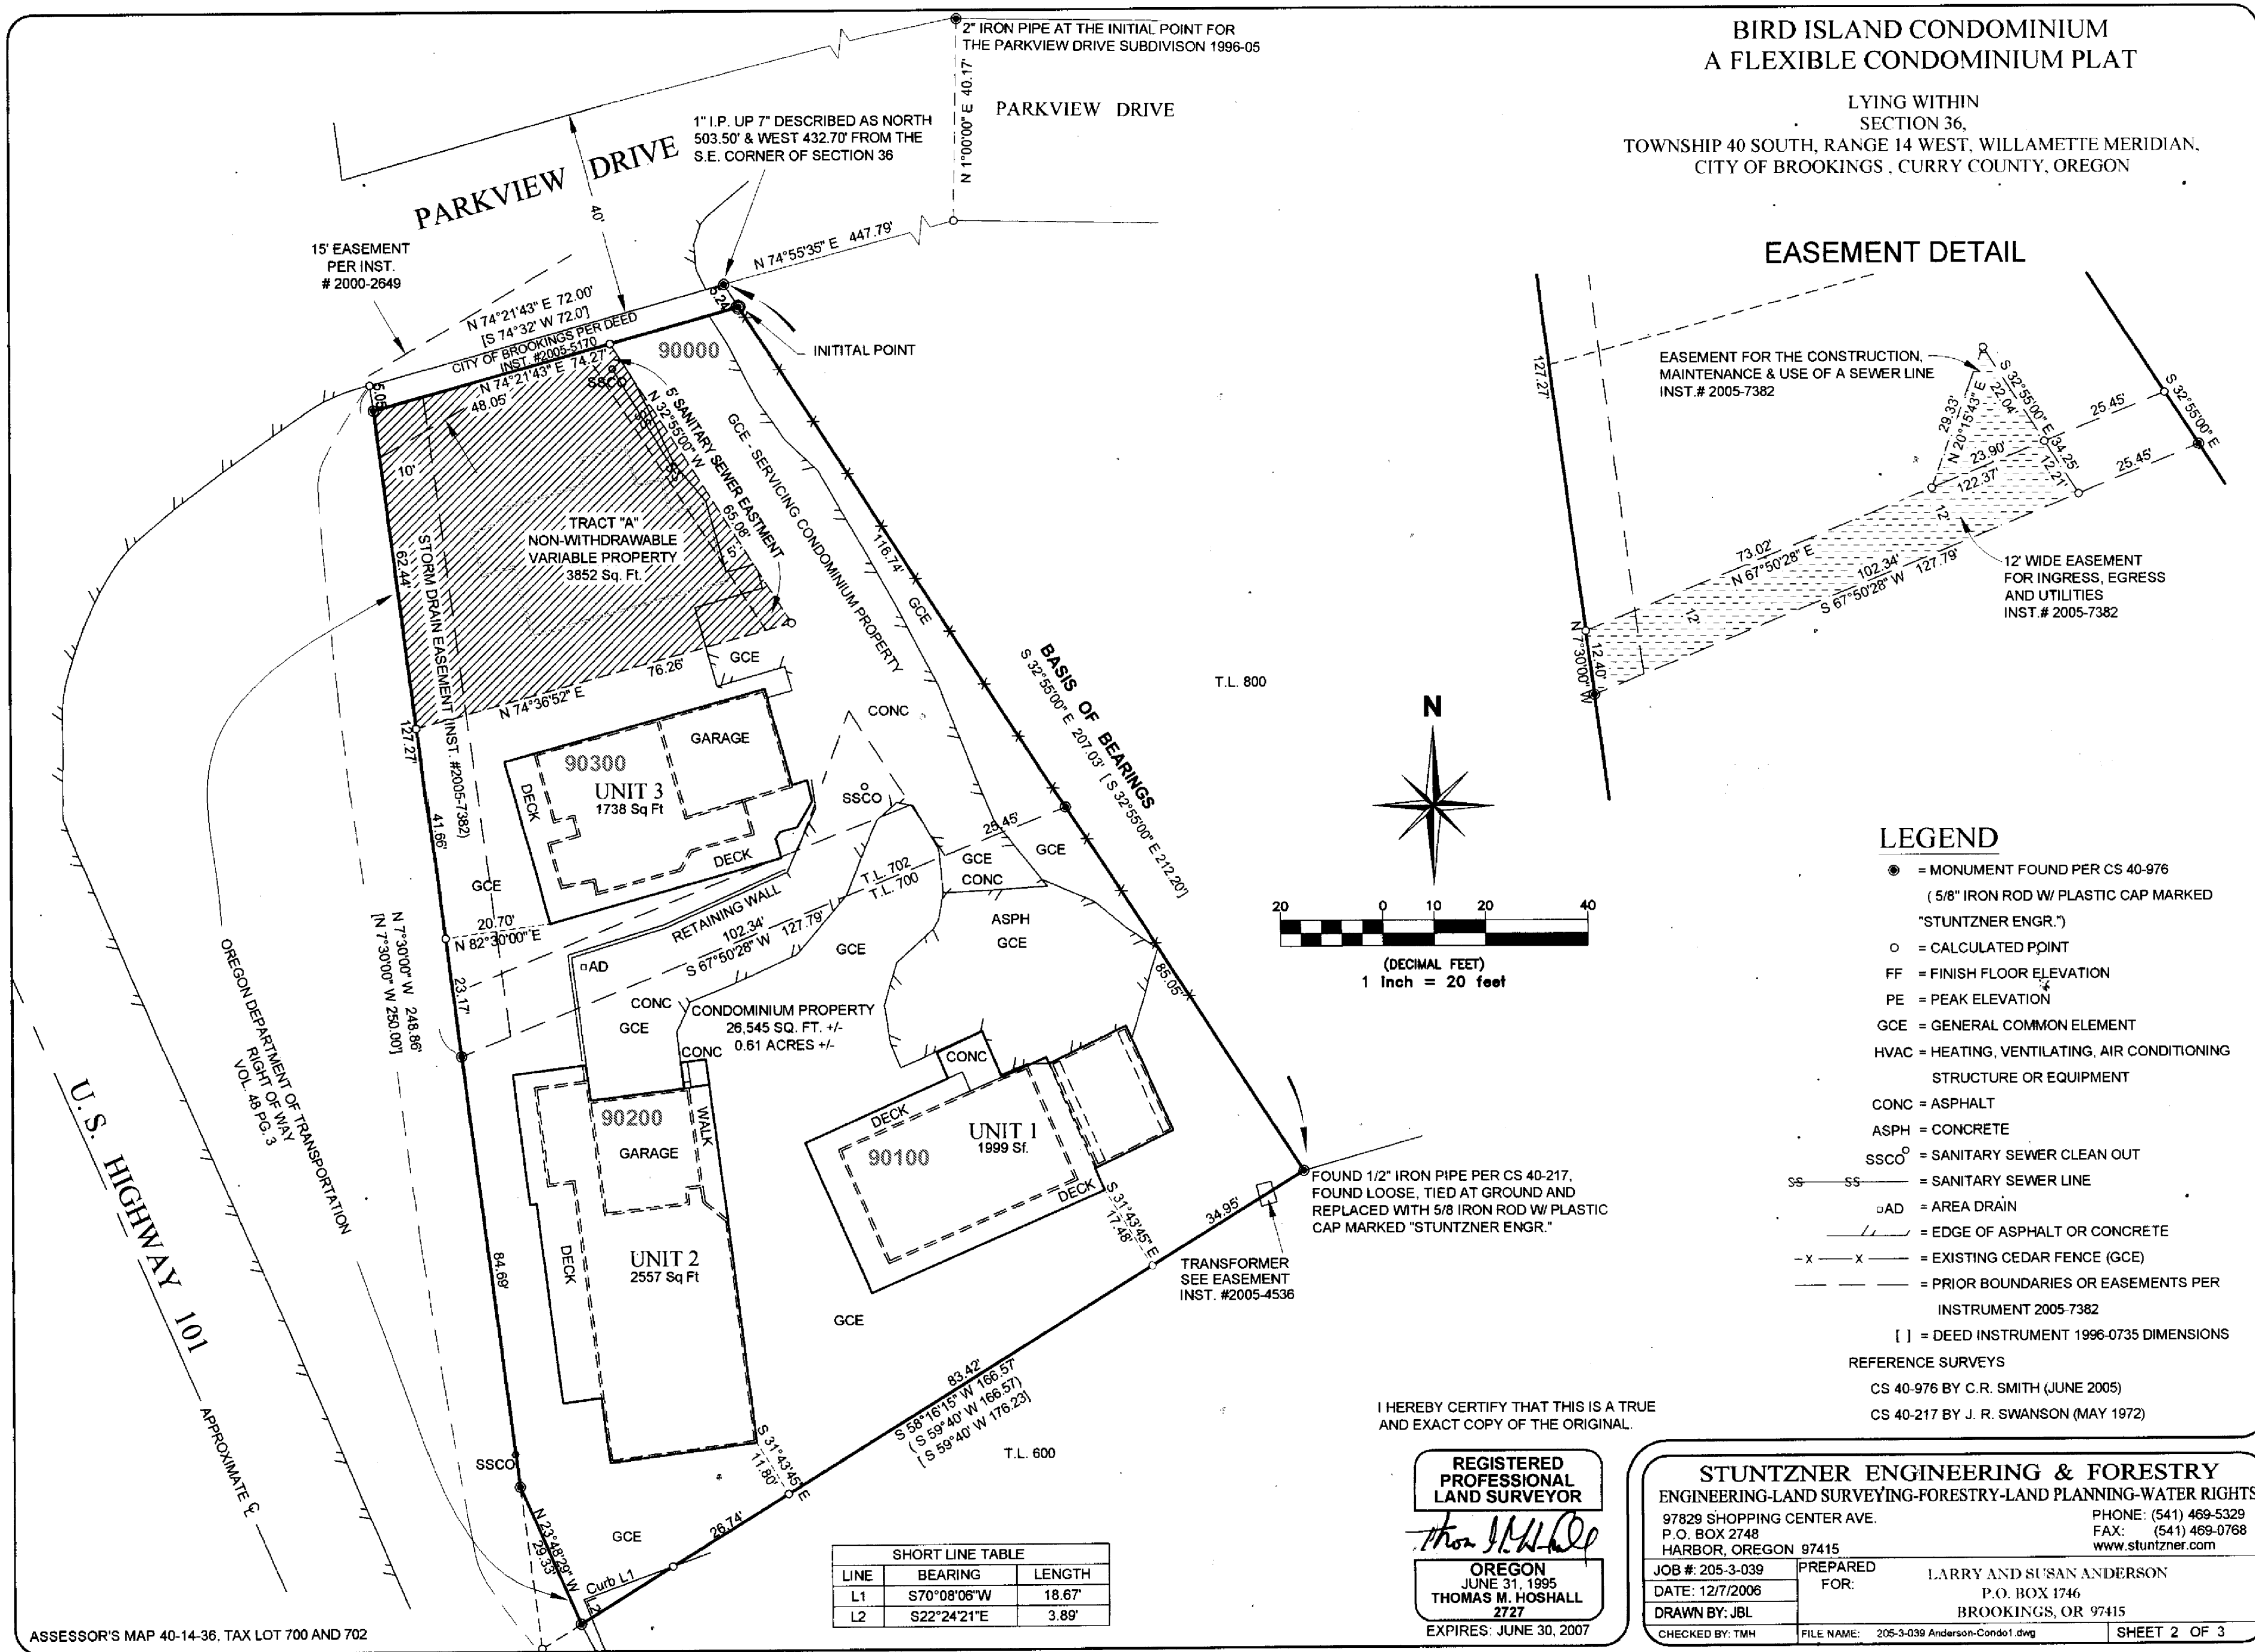 BIRD ISLAND CONDOMINIUM
A FLEXIBLE CONDOMINIUM PLAT
LYING WITHIN
SECTION 36,
TOWNSHIP 40 SOUTH, RANGE 14 WEST, WILLAMETTE MERIDIAN,
CITY OF BROOKINGS , CURRY COUNTY, OREGON
2" IRON PIPE AT THE INITIAL POINT FOR
THE PARKVIEW DRIVE SUBDIVISON 1996-05
N 1°00'00" E 40.17'
PARKVIEW DRIVE
1" I.P. UP 7" DESCRIBED AS NORTH
503.50' & WEST 432.70' FROM THE
S.E. CORNER OF SECTION 36
PARKVIEW DRIVE
40'
N 74°55'35" E 447.79'
15' EASEMENT
PER INST.
# 2000-2649
N 74°21'43" E 72.00'
[S 74°32' W 72.0']
CITY OF BROOKINGS PER DEED
INST. #2005-5170
N 74°21'43" E 74.27'
48.05'
5.24'
5.05'
INITITAL POINT
90000
SSCO
5' SANITARY SEWER EASTMENT
N 32°55'00" W
65.08'
SS
SS
5'
GCE - SERVICING CONDOMINIUM PROPERTY
116.74'
GCE
10'
TRACT "A"
NON-WITHDRAWABLE
VARIABLE PROPERTY
3852 Sq. Ft.
62.44'
STORM DRAIN EASEMENT (INST. #2005-7382)
N 74°36'52" E
76.26'
GCE
127.27'
BASIS OF BEARINGS
S 32°55'00" E 207.03' [ S 32°55'00" E 212.20']
T.L. 800
CONC
GARAGE
90300
UNIT 3
1738 Sq Ft
DECK
DECK
SSCO
25.45'
41.66'
GCE
GCE
GCE
CONC
T.L. 702
T.L. 700
RETAINING WALL
102.34'
S 67°50'28" W 127.79'
20.70'
N 82°30'00" E
ASPH
GCE
GCE
AD
23.17'
N 7°30'00" W 248.86'
[N 7°30'00" W 250.00']
85.05'
CONC
GCE
CONC
CONDOMINIUM PROPERTY
26,545 SQ. FT. +/-
0.61 ACRES +/-
CONC
OREGON DEPARTMENT OF TRANSPORTATION
RIGHT OF WAY
VOL. 48 PG. 3
U.S. HIGHWAY 101
APPROXIMATE ℄
90200
GARAGE
WALK
DECK
UNIT 2
2557 Sq Ft
DECK
90100
UNIT 1
1999 Sf.
DECK
S 31°43'45" E
17.48'
34.95'
FOUND 1/2" IRON PIPE PER CS 40-217,
FOUND LOOSE, TIED AT GROUND AND
REPLACED WITH 5/8 IRON ROD W/ PLASTIC
CAP MARKED "STUNTZNER ENGR."
TRANSFORMER
SEE EASEMENT
INST. #2005-4536
84.69'
GCE
83.42'
S 58°16'15" W 166.57'
( S 59°40' W 166.57)
[ S 59°40' W 176.23]
T.L. 600
S 31°43'45" E
11.80'
SSCO
N 23°48'29" W
29.33'
GCE
26.74'
Curb L1
L2
SHORT LINE TABLE
LINE BEARING LENGTH
L1 S70°08'06"W 18.67'
L2 S22°24'21"E 3.89'
ASSESSOR'S MAP 40-14-36, TAX LOT 700 AND 702
EASEMENT DETAIL
127.27'
EASEMENT FOR THE CONSTRUCTION,
MAINTENANCE & USE OF A SEWER LINE
INST.# 2005-7382
29.33'
N 20°15'43" E
S 32°55'00" E 34.25'
22.04'
25.45'
S 32°55'00" E
23.90'
122.37'
12.21'
25.45'
12'
73.02'
N 67°50'28" E
102.34'
S 67°50'28" W 127.79'
12'
12' WIDE EASEMENT
FOR INGRESS, EGRESS
AND UTILITIES
INST.# 2005-7382
N 7°30'00" W
12.40'
N
20 0 10 20 40
(DECIMAL FEET)
1 Inch = 20 feet
LEGEND
= MONUMENT FOUND PER CS 40-976
( 5/8" IRON ROD W/ PLASTIC CAP MARKED
"STUNTZNER ENGR.")
= CALCULATED POINT
FF = FINISH FLOOR ELEVATION
PE = PEAK ELEVATION
GCE = GENERAL COMMON ELEMENT
HVAC = HEATING, VENTILATING, AIR CONDITIONING
STRUCTURE OR EQUIPMENT
CONC = ASPHALT
ASPH = CONCRETE
SSCO = SANITARY SEWER CLEAN OUT
SS SS = SANITARY SEWER LINE
AD = AREA DRAIN
= EDGE OF ASPHALT OR CONCRETE
X X = EXISTING CEDAR FENCE (GCE)
= PRIOR BOUNDARIES OR EASEMENTS PER
INSTRUMENT 2005-7382
[ ] = DEED INSTRUMENT 1996-0735 DIMENSIONS
REFERENCE SURVEYS
CS 40-976 BY C.R. SMITH (JUNE 2005)
CS 40-217 BY J. R. SWANSON (MAY 1972)
I HEREBY CERTIFY THAT THIS IS A TRUE
AND EXACT COPY OF THE ORIGINAL.
REGISTERED
PROFESSIONAL
LAND SURVEYOR
OREGON
JUNE 31, 1995
THOMAS M. HOSHALL
2727
EXPIRES: JUNE 30, 2007
STUNTZNER ENGINEERING & FORESTRY
ENGINEERING-LAND SURVEYING-FORESTRY-LAND PLANNING-WATER RIGHTS
97829 SHOPPING CENTER AVE.
P.O. BOX 2748
HARBOR, OREGON 97415
PHONE: (541) 469-5329
FAX: (541) 469-0768
www.stuntzner.com
JOB #: 205-3-039
DATE: 12/7/2006
DRAWN BY: JBL
CHECKED BY: TMH
PREPARED
FOR:
LARRY AND SUSAN ANDERSON
P.O. BOX 1746
BROOKINGS, OR 97415
FILE NAME: 205-3-039 Anderson-Condo1.dwg
SHEET 2 OF 3